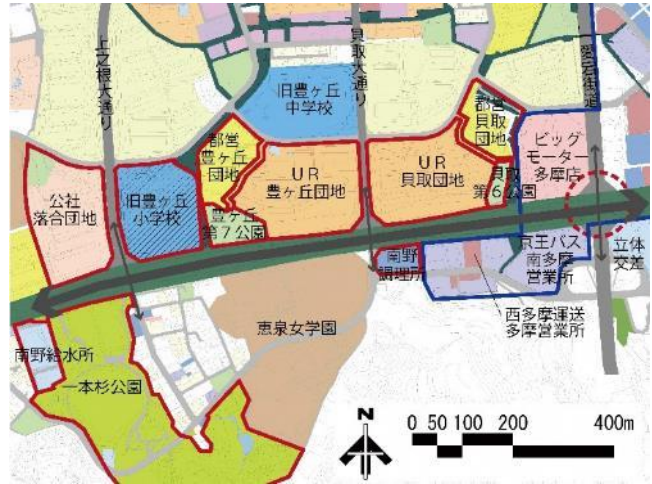 上之根大通り
貝取大通り
旧豊ヶ丘
中学校
都営
貝取
団地
ビッグ
モーター
多摩店
都営
豊ヶ丘
団地
UR
豊ヶ丘団地
UR
貝取団地
貝取
第6公園
公社
落合団地
旧豊ヶ丘
小学校
豊ヶ丘
第7公園
南野
調理所
京王バス
南多摩
営業所
立体
交差
西多摩運送
多摩営業所
恵泉女学園
南野給水所
一本杉公園
N
0 50 100 200 400m